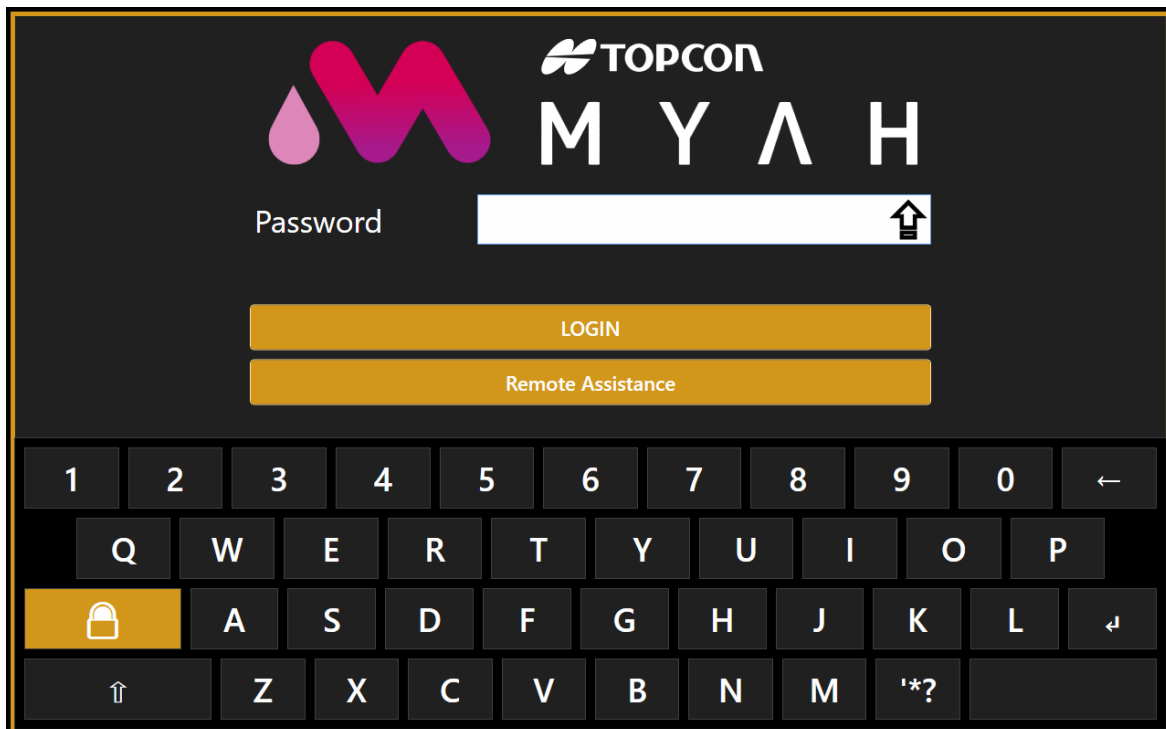 TOPCON
MYAH
Password
LOGIN
Remote Assistance
1 2 3 4 5 6 7 8 9 0 ←
Q W E R T Y U I O P
A S D F G H J K L ↲
⇧ Z X C V B N M '*?